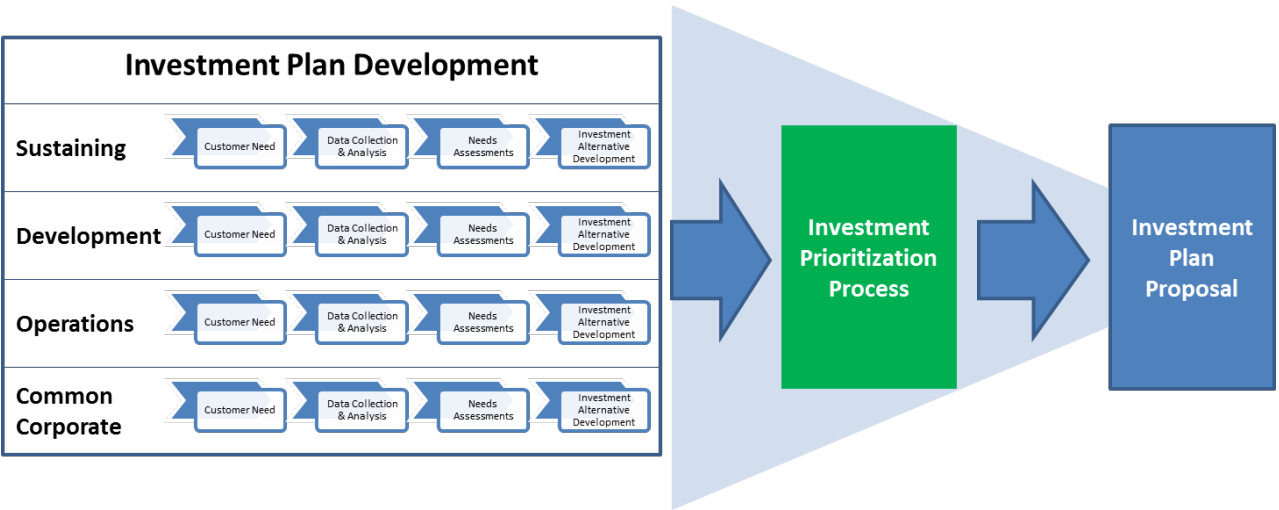 Investment Plan Development
Sustaining
Customer Need
Data Collection
& Analysis
Needs
Assessments
Investment
Alternative
Development
Development
Customer Need
Data Collection
& Analysis
Needs
Assessments
Investment
Alternative
Development
Operations
Customer Need
Data Collection
& Analysis
Needs
Assessments
Investment
Alternative
Development
Common
Corporate
Customer Need
Data Collection
& Analysis
Needs
Assessments
Investment
Alternative
Development
Investment
Prioritization
Process
Investment
Plan
Proposal